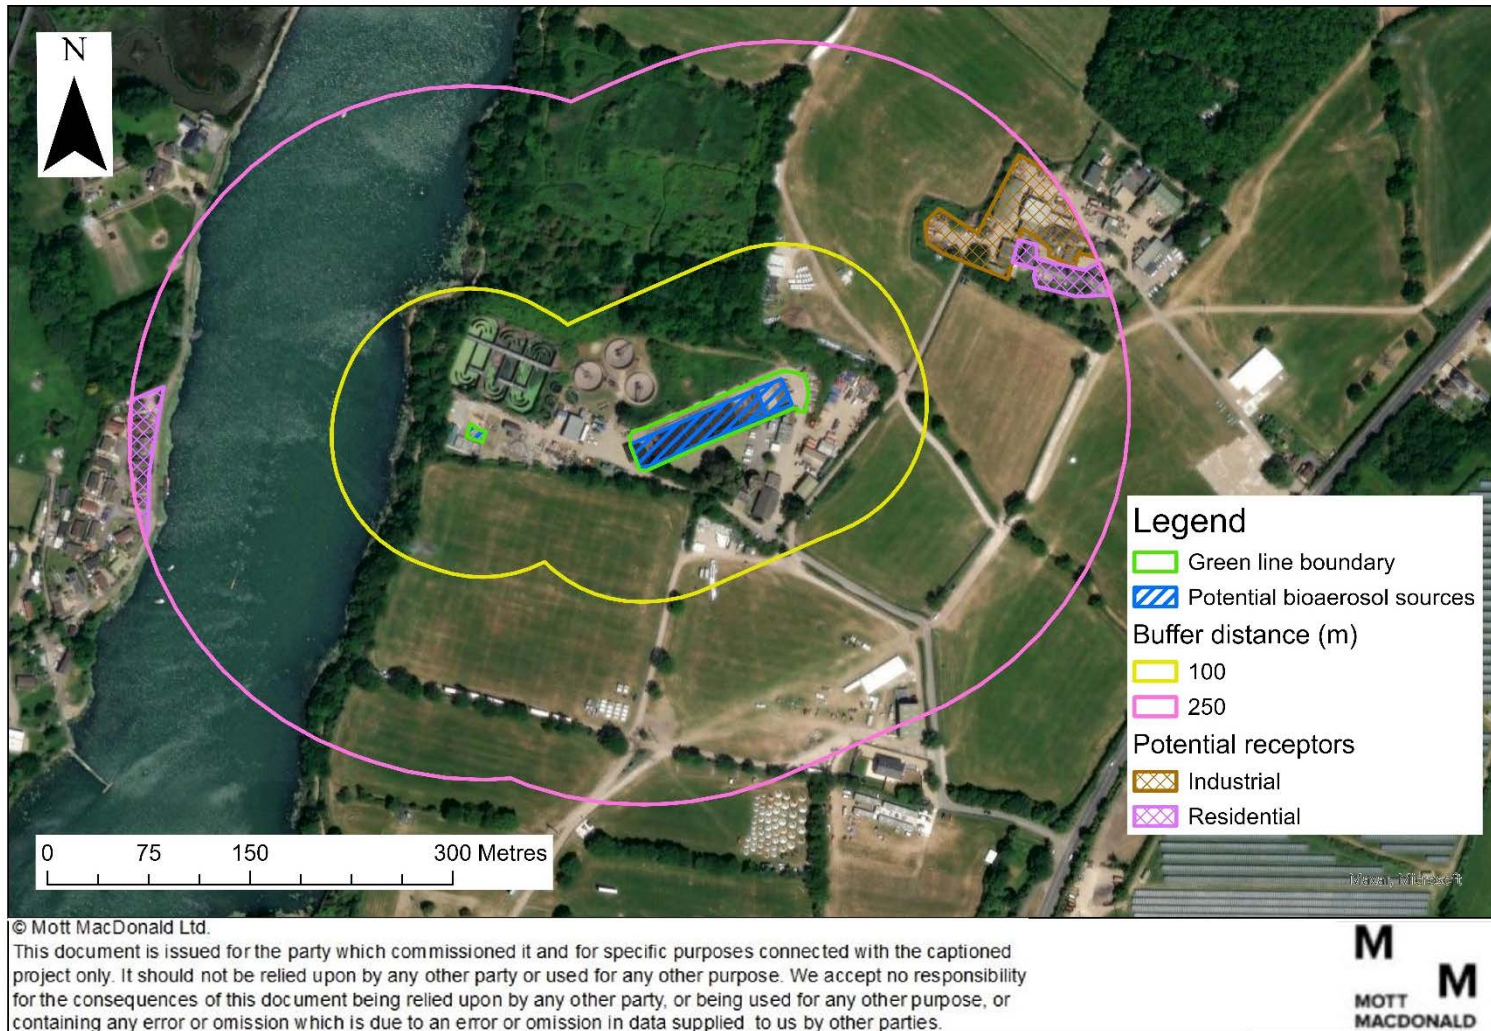 N
Legend
Green line boundary
Potential bioaerosol sources
Buffer distance (m)
100
250
Potential receptors
Industrial
Residential
0 75 150 300 Metres
Maxar, Microsoft
© Mott MacDonald Ltd.
This document is issued for the party which commissioned it and for specific purposes connected with the captioned
project only. It should not be relied upon by any other party or used for any other purpose. We accept no responsibility
for the consequences of this document being relied upon by any other party, or being used for any other purpose, or
containing any error or omission which is due to an error or omission in data supplied to us by other parties.
M
M
MOTT
MACDONALD